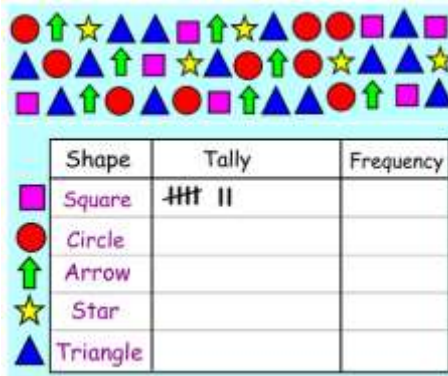 Shape Tally Frequency
Square
Circle
Arrow
Star
Triangle